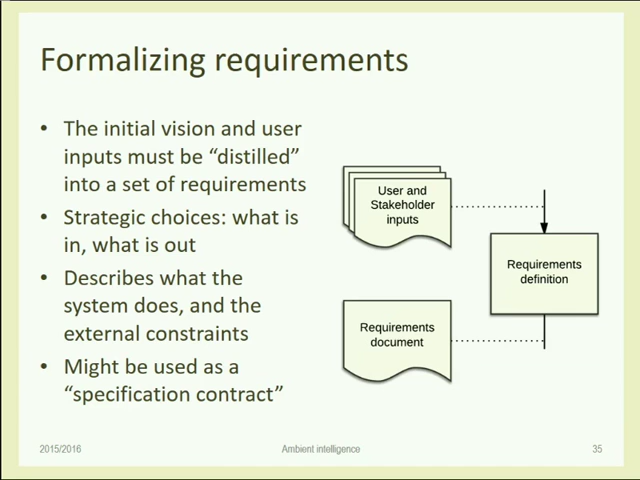 Formalizing requirements
• The initial vision and user
inputs must be “distilled”
into a set of requirements
• Strategic choices: what is
in, what is out
• Describes what the
system does, and the
external constraints
• Might be used as a
“specification contract”
User and
Stakeholder
inputs
Requirements
definition
Requirements
document
2015/2016
Ambient intelligence
35